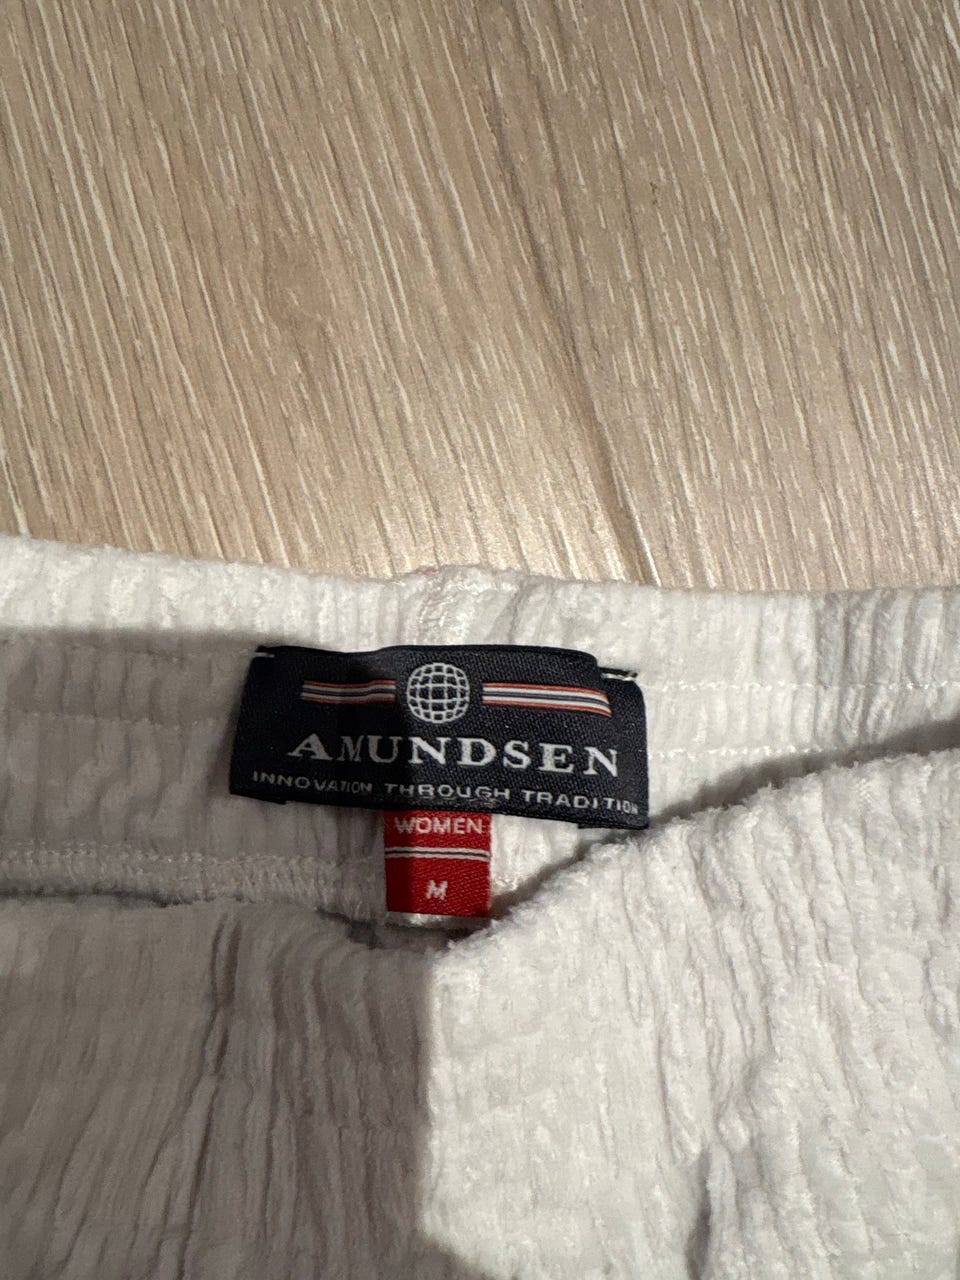 AMUNDSEN
INNOVATION THROUGH TRADITION
WOMEN
M